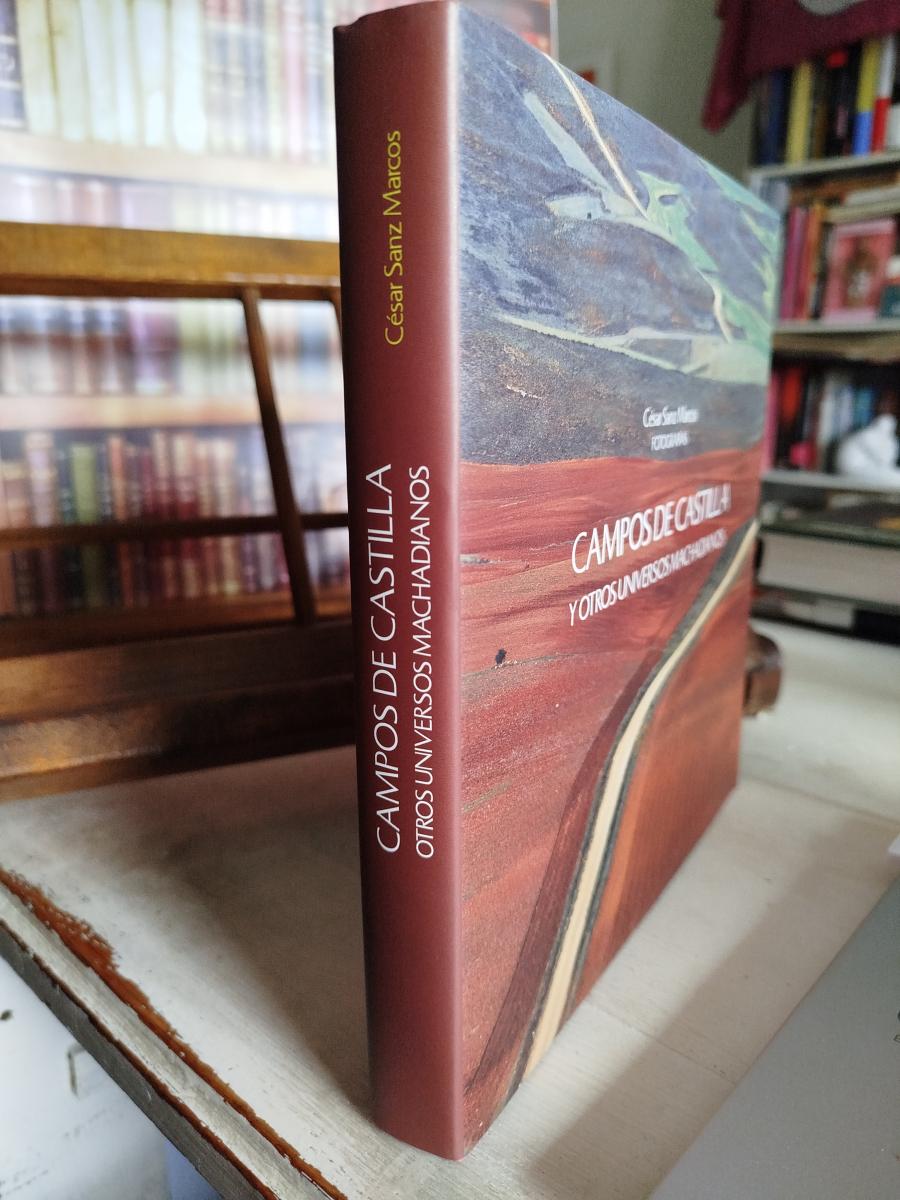 César Sanz Marcos
CAMPOS DE CASTILLA
OTROS UNIVERSOS MACHADIANOS
César Sanz Marcos
FOTOGRAFÍAS
CAMPOS DE CASTILLA
Y OTROS UNIVERSOS MACHADIANOS